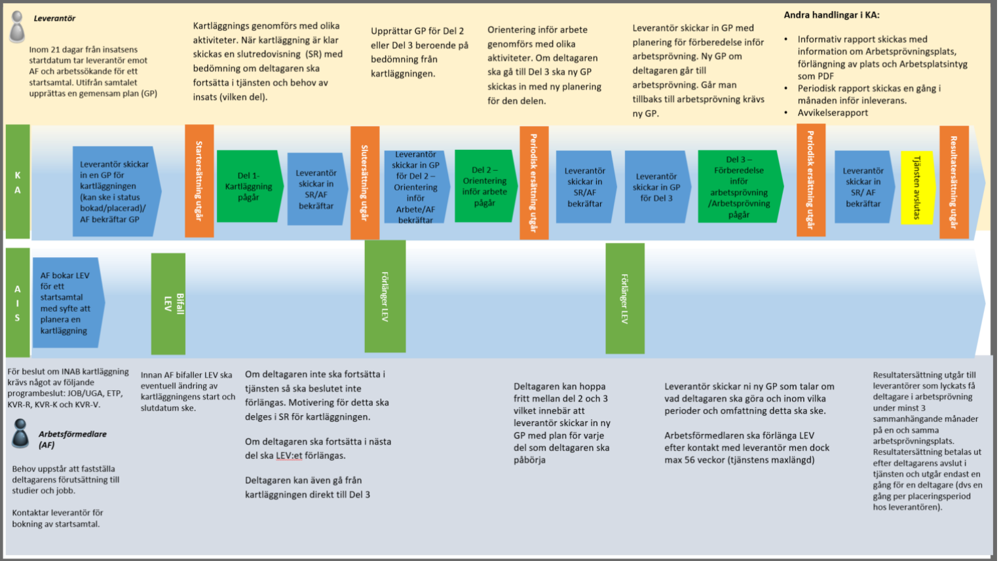 Leverantör
Inom 21 dagar från insatsens
startdatum tar leverantör emot
AF och arbetssökande för ett
startsamtal. Utifrån samtalet
upprättas en gemensam plan (GP)
Kartläggnings genomförs med olika
aktiviteter. När kartläggning är klar
skickas en slutredovisning (SR) med
bedömning om deltagaren ska
fortsätta i tjänsten och behov av
insats (vilken del).
Upprättar GP för Del 2
eller Del 3 beroende på
bedömning från
kartläggningen.
Orientering inför arbete
genomförs med olika
aktiviteter. Om deltagaren
ska gå till Del 3 ska ny GP
skickas in med ny planering
för den delen.
Leverantör skickar in GP med
planering för förberedelse inför
arbetsprövning. Ny GP om
deltagaren går till
arbetsprövning. Går man
tillbaks till arbetsprövning krävs
ny GP.
Andra handlingar i KA:
• Informativ rapport skickas med
information om Arbetsprövningsplats,
förlängning av plats och Arbetsplatsintyg
som PDF
• Periodisk rapport skickas en gång i
månaden inför inleverans.
• Avvikelserapport
K
A
Leverantör skickar
in en GP för
kartläggningen
(kan ske i status
bokad/placerad)/
AF bekräftar GP
Startersättning utgår
Del 1-
Kartläggning
pågår
Leverantör
skickar in
SR/AF
bekräftar
Slutersättning utgår
Leverantör
skickar in GP
för Del 2 –
Orientering
inför
Arbete/AF
bekräftar
Del 2 –
Orientering
inför arbete
pågår
Periodisk ersättning utgår
Leverantör
skickar in
SR/AF
bekräftar
Leverantör
skickar in GP
för Del 3
Del 3 –
Förberedelse
inför
arbetsprövning
/Arbetsprövning
pågår
Periodisk ersättning utgår
Leverantör
skickar in
SR/ AF
bekräftar
Tjänsten avslutas
Resultatersättning utgår
A
I
S
AF bokar LEV
för ett
startsamtal
med syfte att
planera en
kartläggning
Bifall
LEV
Förlänger LEV
Förlänger LEV
För beslut om INAB kartläggning
krävs något av följande
programbeslut: JOB/UGA, ETP,
KVR-R, KVR-K och KVR-V.
Arbetsförmedlare
(AF)
Behov uppstår att fastställa
deltagarens förutsättning till
studier och jobb.
Kontaktar leverantör för
bokning av startsamtal.
Innan AF bifaller LEV ska
eventuell ändring av
kartläggningens start och
slutdatum ske.
Om deltagaren inte ska fortsätta i
tjänsten så ska beslutet inte
förlängas. Motivering för detta ska
delges i SR för kartläggningen.
Om deltagaren ska fortsätta i nästa
del ska LEV:et förlängas.
Deltagaren kan även gå från
kartläggningen direkt till Del 3
Deltagaren kan hoppa
fritt mellan del 2 och 3
vilket innebär att
leverantör skickar in ny
GP med plan för varje
del som deltagaren ska
påbörja
Leverantör skickar ni ny GP som talar om
vad deltagaren ska göra och inom vilka
perioder och omfattning detta ska ske.
Arbetsförmedlaren ska förlänga LEV
efter kontakt med leverantör men dock
max 56 veckor (tjänstens maxlängd)
Resultatersättning utgår till
leverantörer som lyckats få
deltagare i arbetsprövning
under minst 3
sammanhängande månader
på en och samma
arbetsprövningsplats.
Resultatersättning betalas ut
efter deltagarens avslut i
tjänsten och utgår endast en
gång för en deltagare (dvs en
gång per placeringsperiod
hos leverantören).